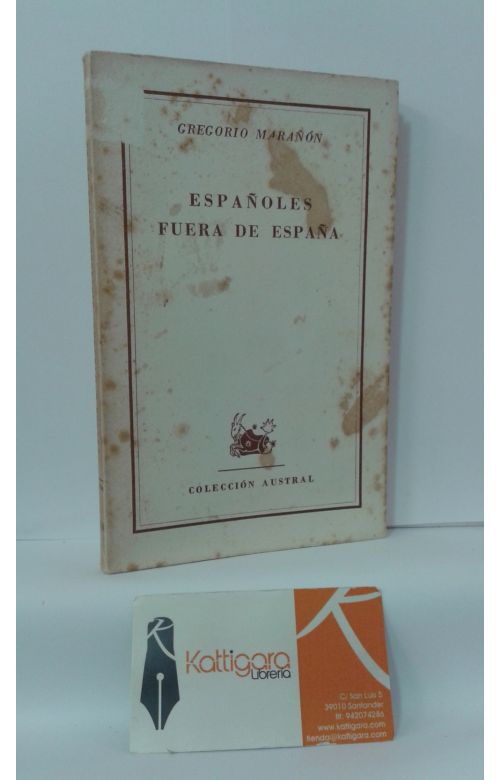 GREGORIO MARAÑÓN
ESPAÑOLES
FUERA DE ESPAÑA
COLECCIÓN AUSTRAL
Kattigara
Librería
C/ San Luis 5
39010 Santander
tlf: 942074286
www.kattigara.com
tienda@kattigara.com